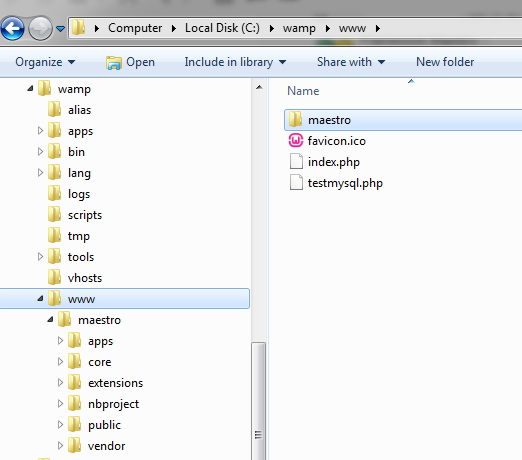 Computer Local Disk (C:) wamp www
Organize Open Include in library Share with New folder
wamp
alias
apps
bin
lang
logs
scripts
tmp
tools
vhosts
www
maestro
apps
core
extensions
nbproject
public
vendor
Name
maestro
favicon.ico
index.php
testmysql.php